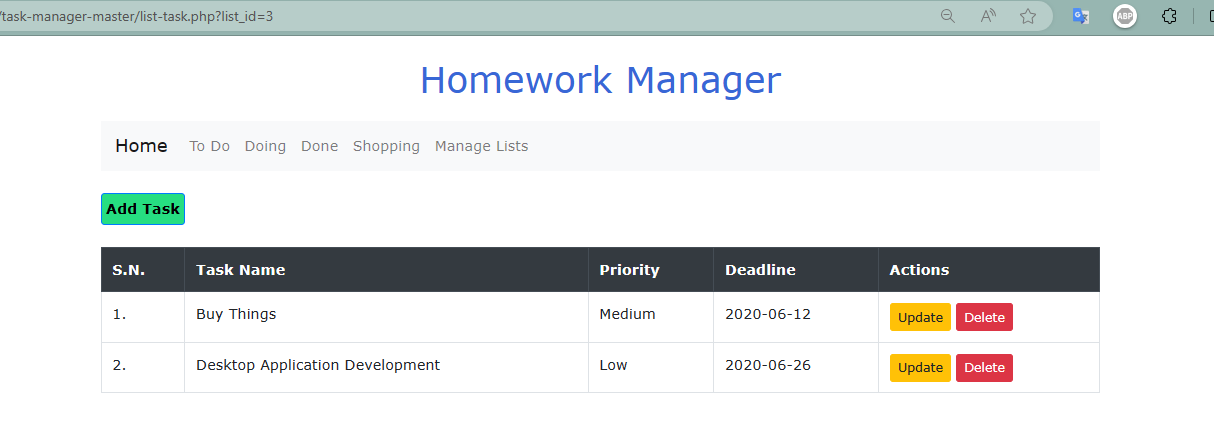 /task-manager-master/list-task.php?list_id=3
ABP
Homework Manager
Home To Do Doing Done Shopping Manage Lists
Add Task
S.N. Task Name Priority Deadline Actions
1. Buy Things Medium 2020-06-12 Update Delete
2. Desktop Application Development Low 2020-06-26 Update Delete